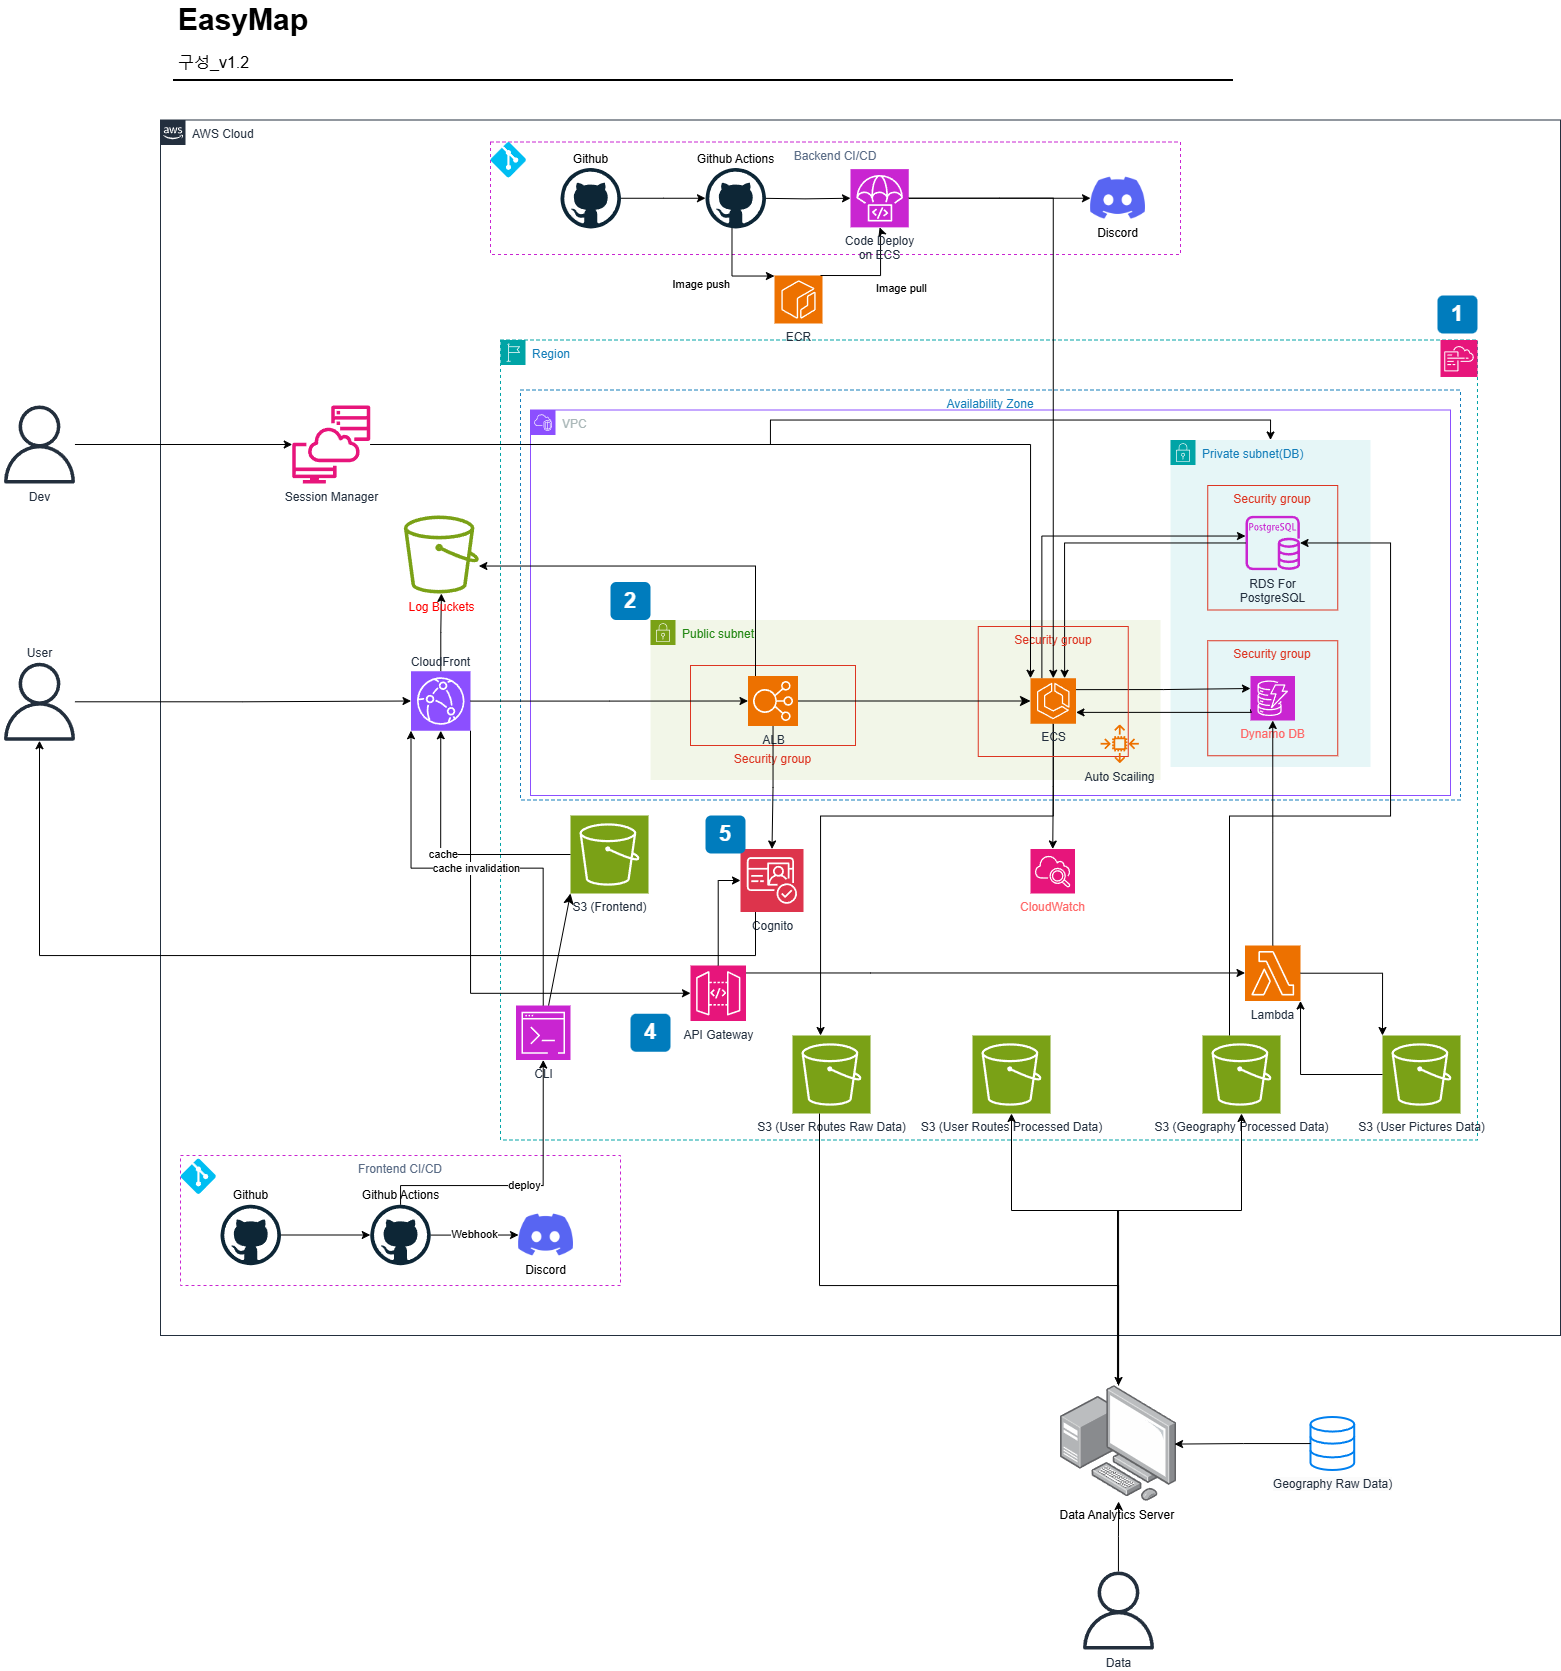 EasyMap
구성_v1.2
aws
AWS Cloud
Backend CI/CD
Github
Github Actions
Code Deploy
on ECS
Discord
Image push
Image pull
ECR
1
Region
Availability Zone
VPC
Dev
Session Manager
Private subnet(DB)
Security group
PostgreSQL
RDS For
PostgreSQL
Log Buckets
2
Public subnet
Security group
Security group
User
CloudFront
ALB
Security group
ECS
Auto Scailing
Dynamo DB
5
cache
cache invalidation
S3 (Frontend)
Cognito
CloudWatch
4
API Gateway
Lambda
CLI
S3 (User Routes Raw Data)
S3 (User Routes Processed Data)
S3 (Geography Processed Data)
S3 (User Pictures Data)
Frontend CI/CD
Github
Github Actions
deploy
Webhook
Discord
Data Analytics Server
Geography Raw Data)
Data